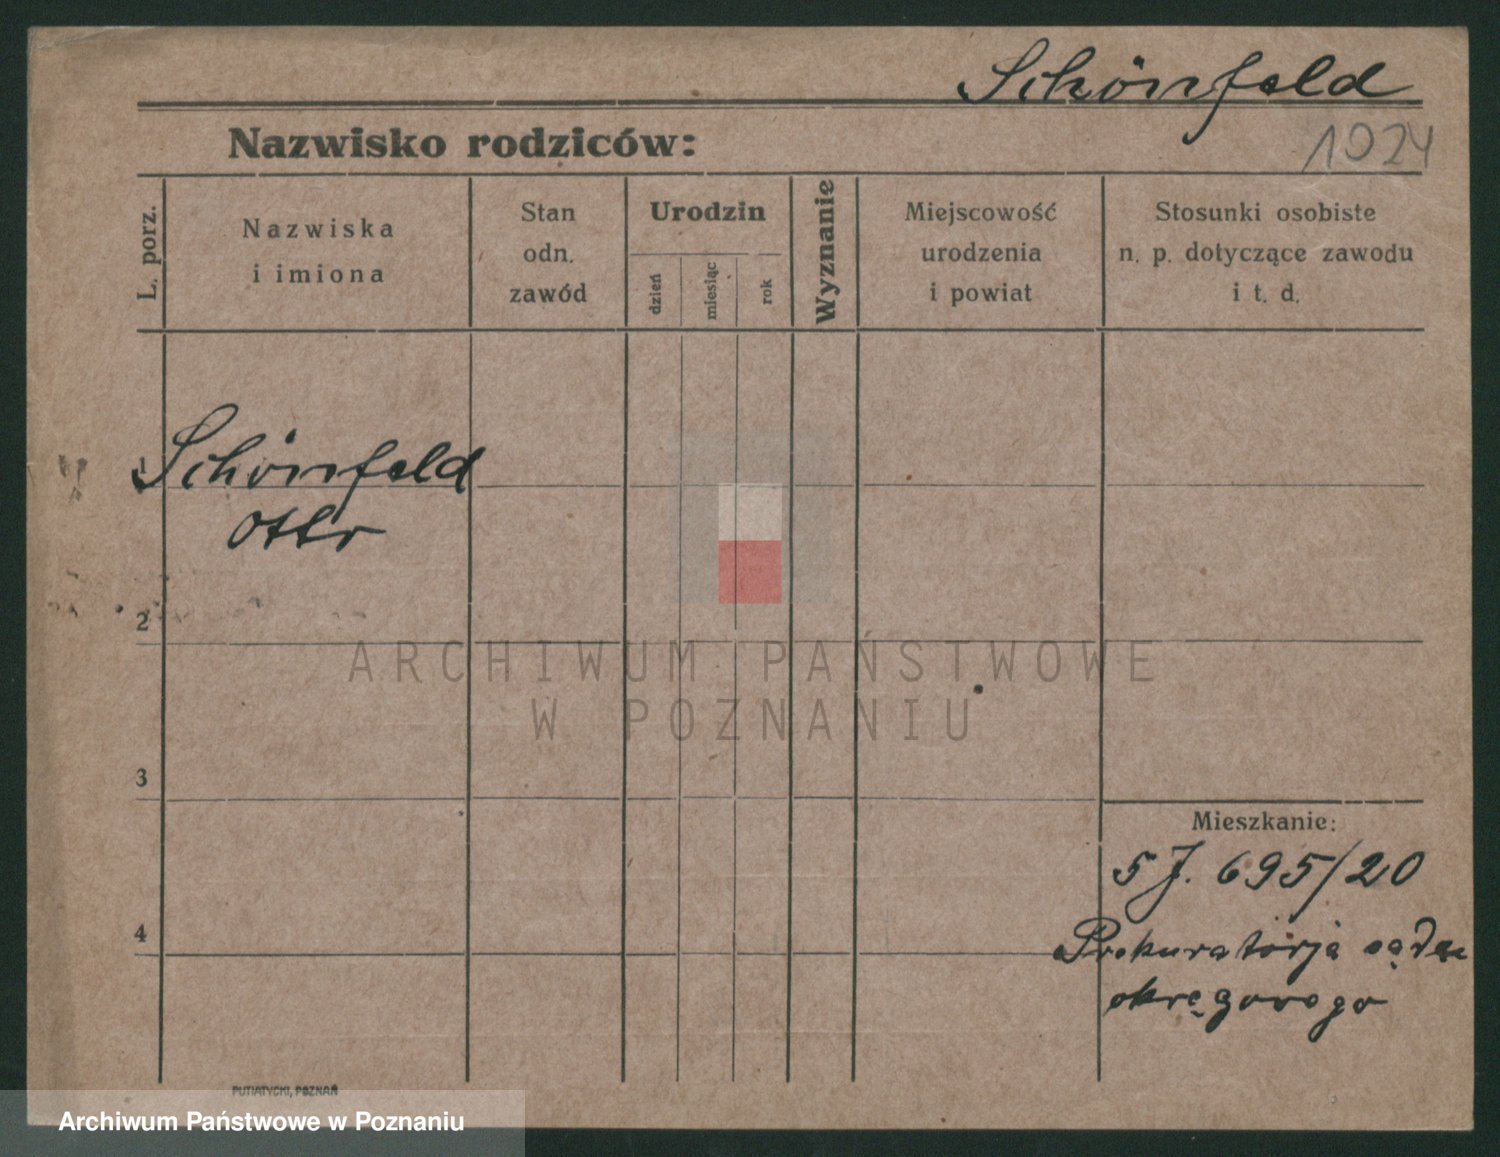 Schönfeld
Nazwisko rodziców:
1924
L. porz.
Nazwiska
i imiona
Stan
odn.
zawód
Urodzin
dzień
miesiąc
rok
Wyznanie
Miejscowość
urodzenia
i powiat
Stosunki osobiste
n. p. dotyczące zawodu
i t. d.
1
Schönfeld
Otto
2
ARCHIWUM PAŃSTWOWE
W POZNANIU
3
Mieszkanie:
5 J. 695/20
4
Prokuratorja sądu
okręgowego
PUTIATYCKI, POZNAŃ
Archiwum Państwowe w Poznaniu